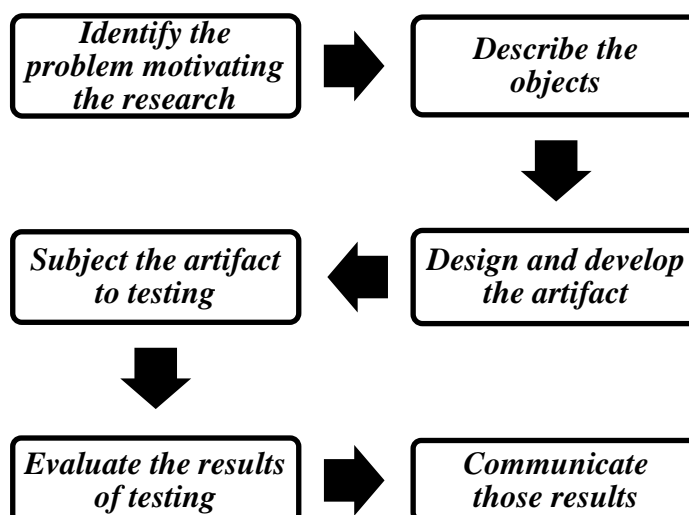 Identify the
problem motivating
the research
Describe the
objects
Design and develop
the artifact
Subject the artifact
to testing
Evaluate the results
of testing
Communicate
those results